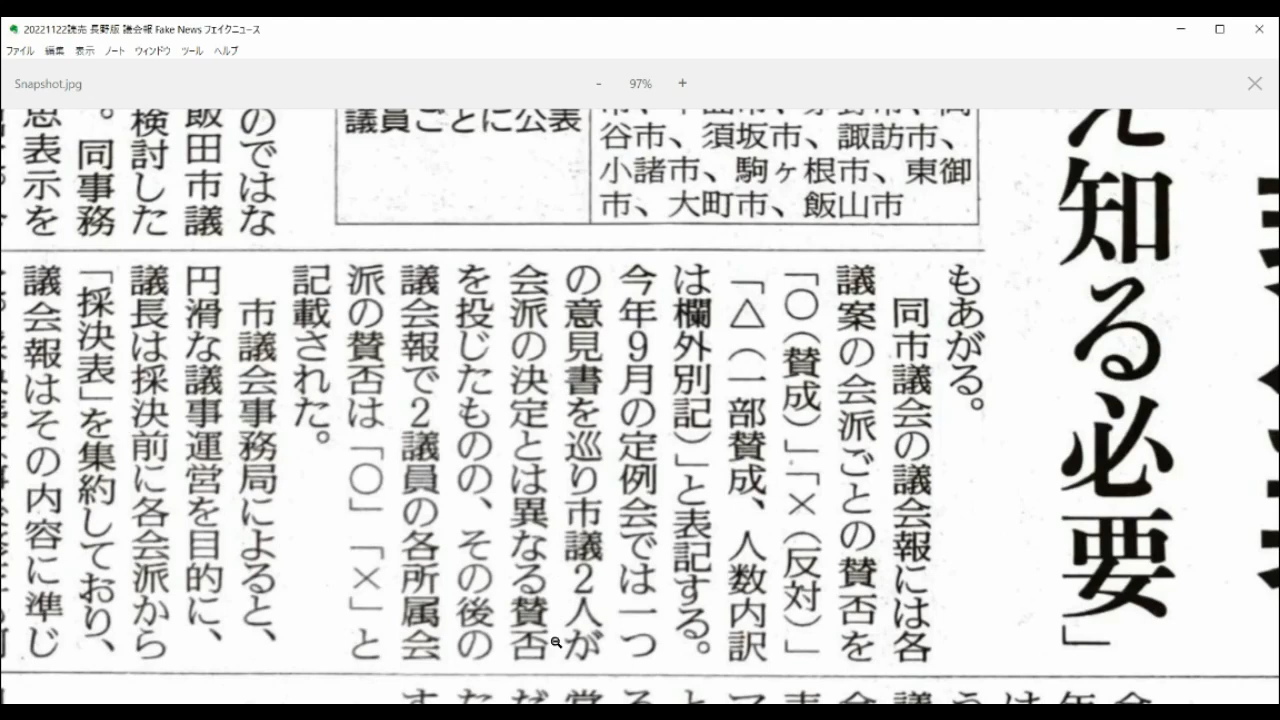 20221122読売 長野版 議会報 Fake News フェイクニュース
ファイル 編集 表示 ノート ウィンドウ ツール ヘルプ
Snapshot.jpg
- 97% +
知る必要」
議員ごとに公表
谷市、須坂市、諏訪市、
小諸市、駒ヶ根市、東御
市、大町市、飯山市
のではな
飯田市議
検討した
。同事務
思表示を
もあがる。
同市議会の議会報には各
議案の会派ごとの賛否を
「〇(賛成)」「×(反対)」
「△(一部賛成、人数内訳
は欄外別記)」と表記する。
今年9月の定例会では一つ
の意見書を巡り市議2人が
会派の決定とは異なる賛否
を投じたものの、その後の
議会報で2議員の各所属会
派の賛否は「〇」「×」と
記載された。
市議会事務局によると、
円滑な議事運営を目的に、
議長は採決前に各会派から
「採決表」を集約しており、
議会報はその内容に準じ